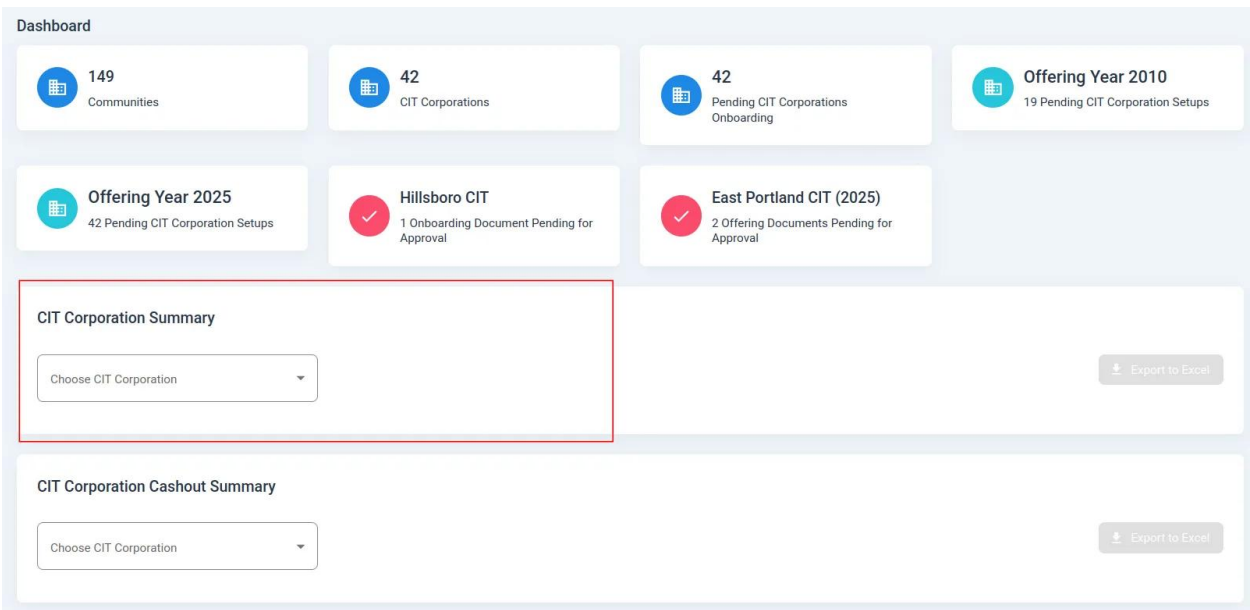 Dashboard
149
Communities
42
CIT Corporations
42
Pending CIT Corporations
Onboarding
Offering Year 2010
19 Pending CIT Corporation Setups
Offering Year 2025
42 Pending CIT Corporation Setups
Hillsboro CIT
1 Onboarding Document Pending for
Approval
East Portland CIT (2025)
2 Offering Documents Pending for
Approval
CIT Corporation Summary
Choose CIT Corporation
Export to Excel
CIT Corporation Cashout Summary
Choose CIT Corporation
Export to Excel